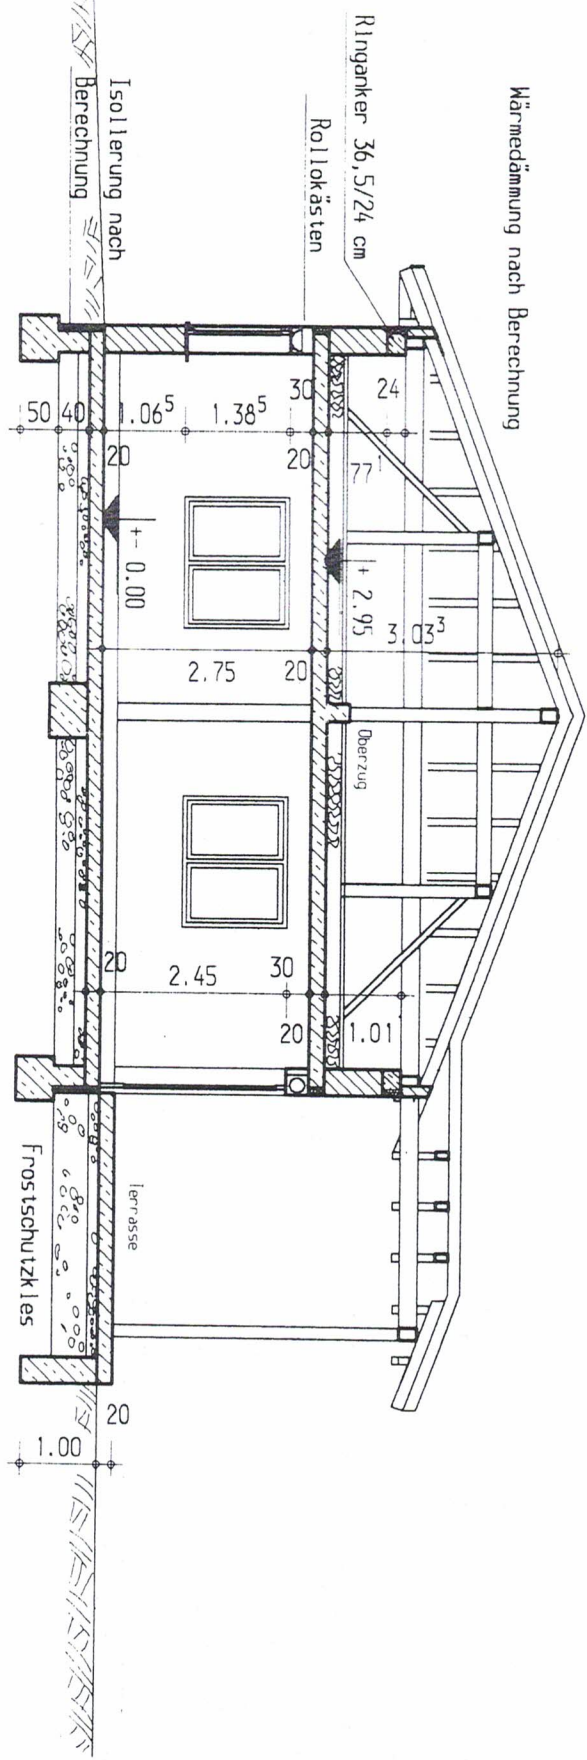 Wärmedämmung nach Berechnung
Ringanker 36,5/24 cm
Rollokästen
Isolierung nach
Berechnung
50 40 1.06⁵ 1.38⁵ 30 24
20 20 77¹
+- 0.00
+ 2.95
3.03³
2.75 20
Oberzug
20 2.45 30
20 1.01
Terrasse
Frostschutzkies
20
1.00